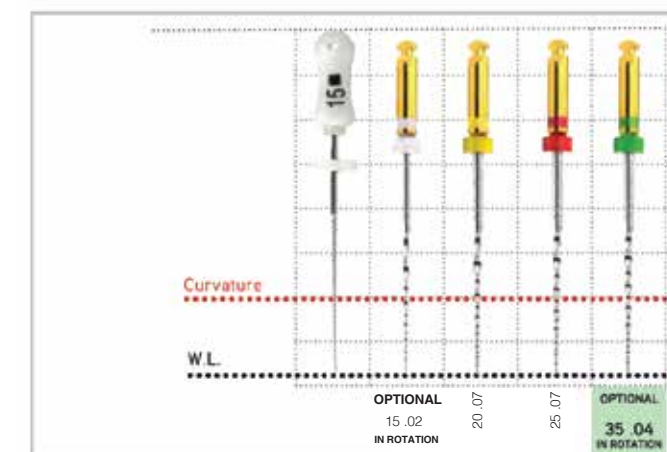 15
Curvature
W.L.
OPTIONAL
15 .02
IN ROTATION
20 .07
25 .07
OPTIONAL
35 .04
IN ROTATION